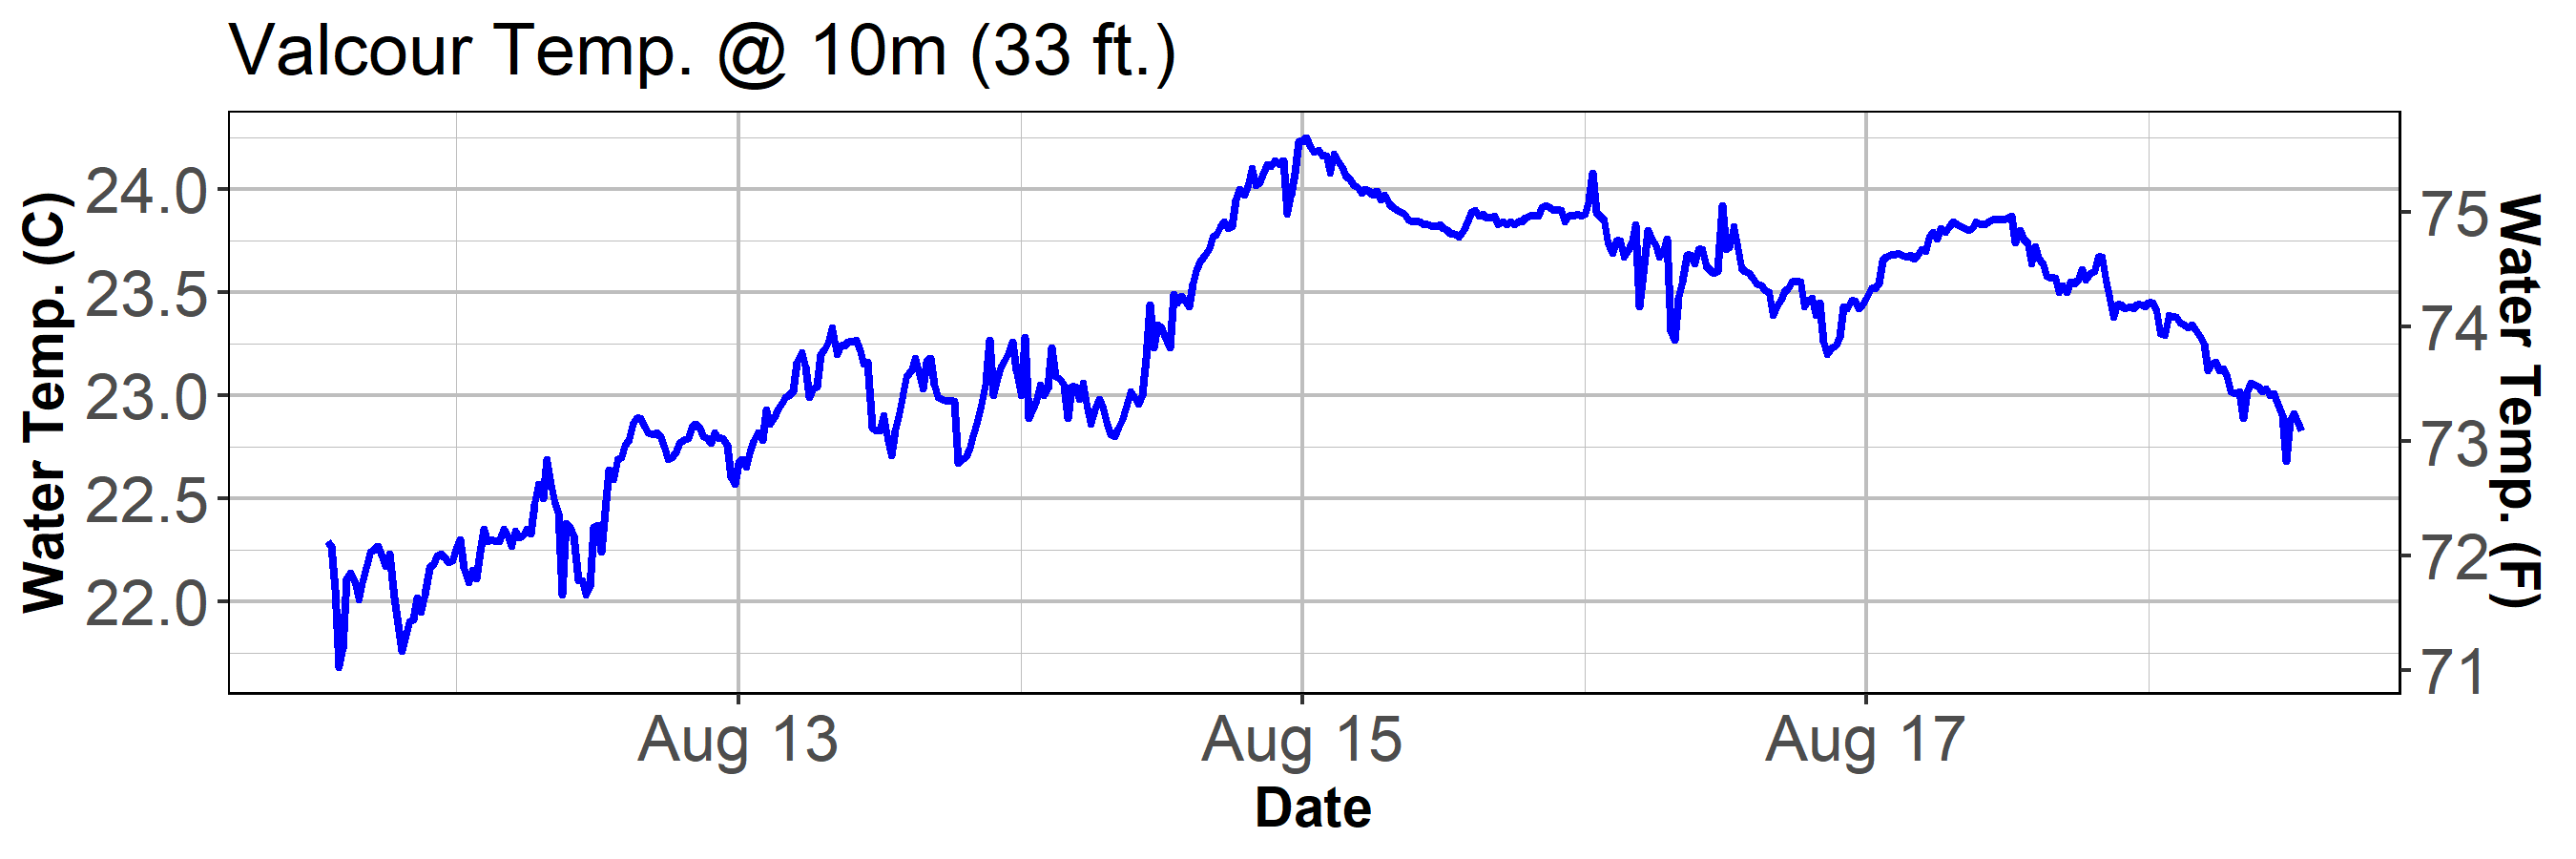 Valcour Temp. @ 10m (33 ft.)
Water Temp. (C)
24.0
23.5
23.0
22.5
22.0
75
74
73
72
71
Water Temp. (F)
Aug 13
Aug 15
Aug 17
Date